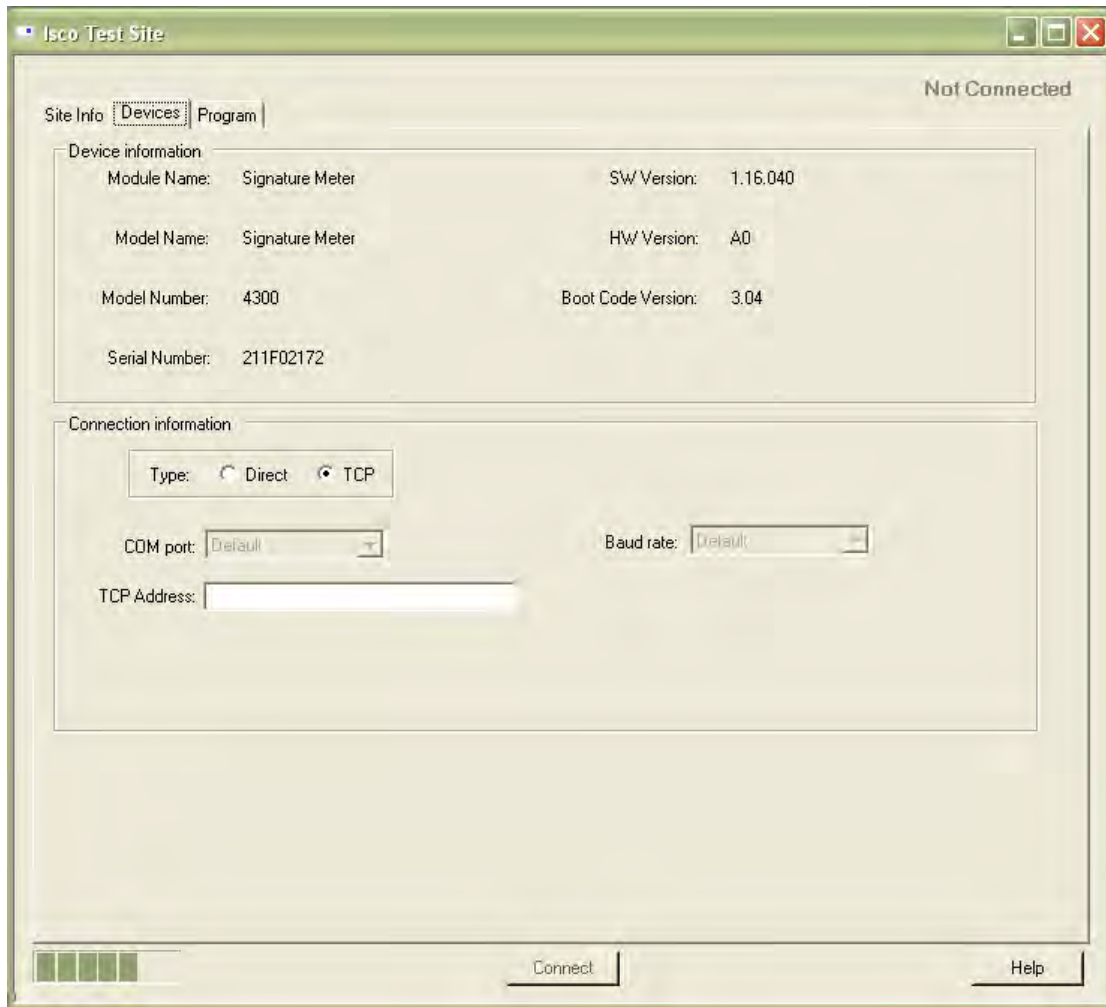 Isco Test Site
Not Connected
Site Info Devices Program
Device information
Module Name: Signature Meter SW Version: 1.16.040
Model Name: Signature Meter HW Version: A0
Model Number: 4300 Boot Code Version: 3.04
Serial Number: 211F02172
Connection information
Type: Direct TCP
COM port: Default Baud rate: Default
TCP Address:
Connect Help